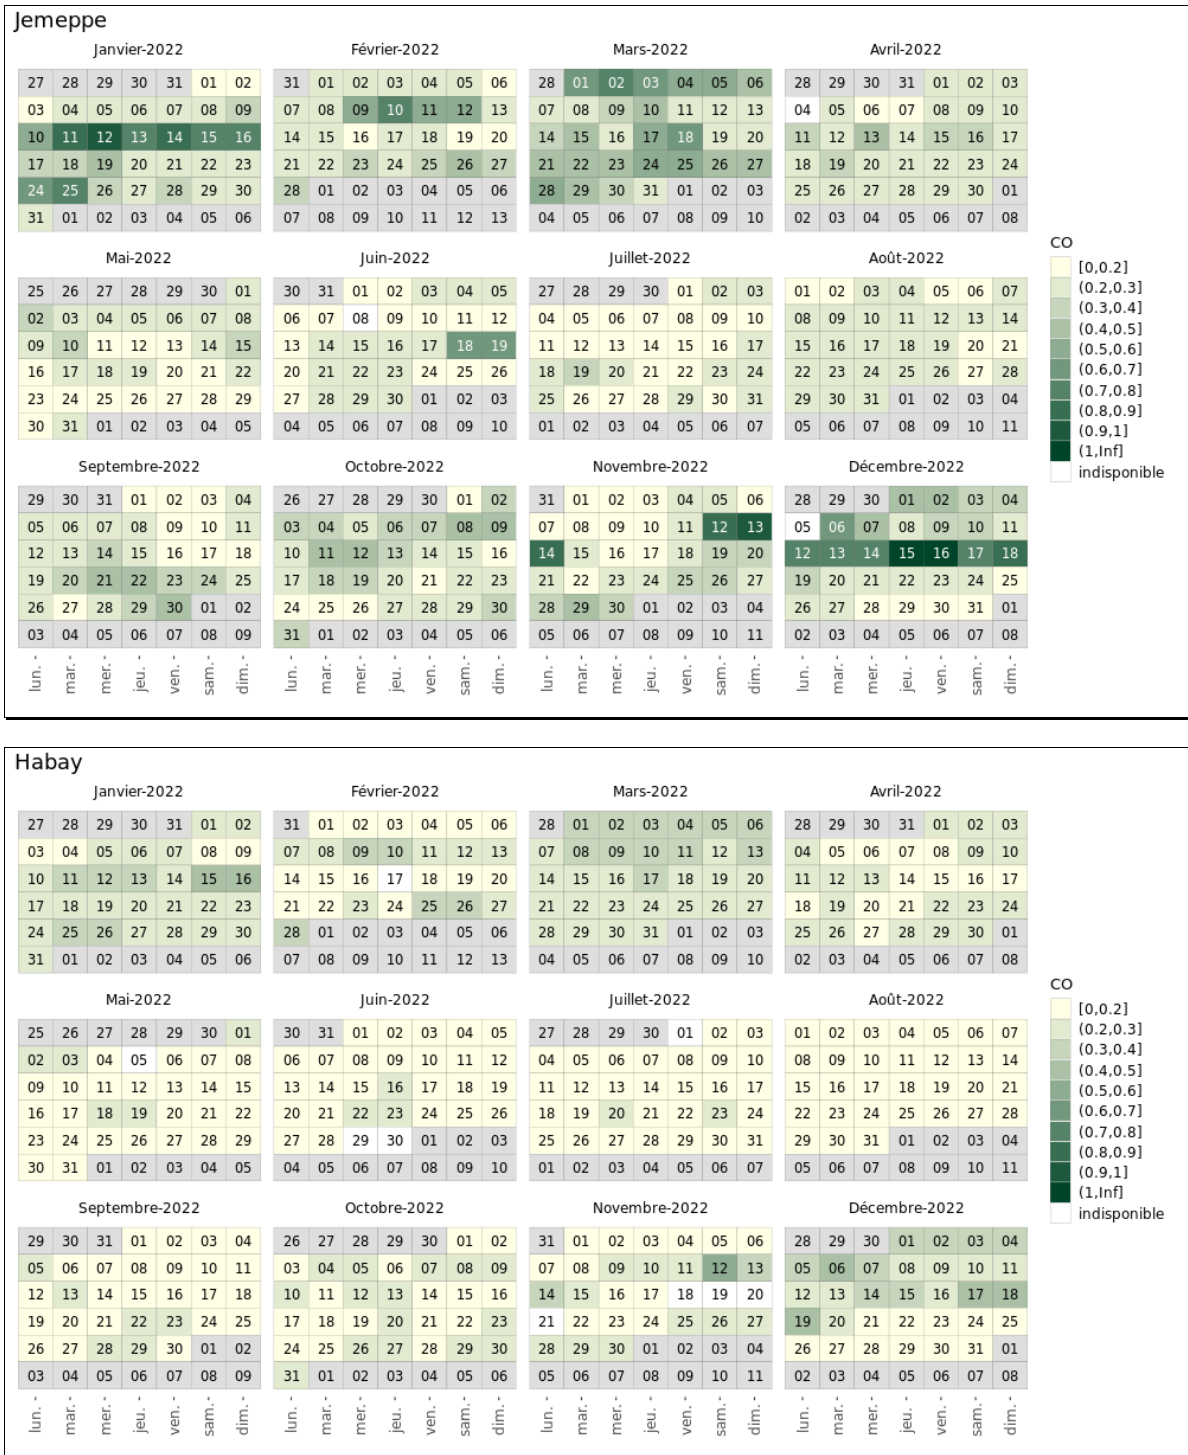 Jemeppe
Janvier-2022 Février-2022 Mars-2022 Avril-2022
27 28 29 30 31 01 02 31 01 02 03 04 05 06 28 01 02 03 04 05 06 28 29 30 31 01 02 03
03 04 05 06 07 08 09 07 08 09 10 11 12 13 07 08 09 10 11 12 13 04 05 06 07 08 09 10
10 11 12 13 14 15 16 14 15 16 17 18 19 20 14 15 16 17 18 19 20 11 12 13 14 15 16 17
17 18 19 20 21 22 23 21 22 23 24 25 26 27 21 22 23 24 25 26 27 18 19 20 21 22 23 24
24 25 26 27 28 29 30 28 01 02 03 04 05 06 28 29 30 31 01 02 03 25 26 27 28 29 30 01
31 01 02 03 04 05 06 07 08 09 10 11 12 13 04 05 06 07 08 09 10 02 03 04 05 06 07 08
Mai-2022 Juin-2022 Juillet-2022 Août-2022
25 26 27 28 29 30 01 30 31 01 02 03 04 05 27 28 29 30 01 02 03 01 02 03 04 05 06 07
02 03 04 05 06 07 08 06 07 08 09 10 11 12 04 05 06 07 08 09 10 08 09 10 11 12 13 14
09 10 11 12 13 14 15 13 14 15 16 17 18 19 11 12 13 14 15 16 17 15 16 17 18 19 20 21
16 17 18 19 20 21 22 20 21 22 23 24 25 26 18 19 20 21 22 23 24 22 23 24 25 26 27 28
23 24 25 26 27 28 29 27 28 29 30 01 02 03 25 26 27 28 29 30 31 29 30 31 01 02 03 04
30 31 01 02 03 04 05 04 05 06 07 08 09 10 01 02 03 04 05 06 07 05 06 07 08 09 10 11
Septembre-2022 Octobre-2022 Novembre-2022 Décembre-2022
29 30 31 01 02 03 04 26 27 28 29 30 01 02 31 01 02 03 04 05 06 28 29 30 01 02 03 04
05 06 07 08 09 10 11 03 04 05 06 07 08 09 07 08 09 10 11 12 13 05 06 07 08 09 10 11
12 13 14 15 16 17 18 10 11 12 13 14 15 16 14 15 16 17 18 19 20 12 13 14 15 16 17 18
19 20 21 22 23 24 25 17 18 19 20 21 22 23 21 22 23 24 25 26 27 19 20 21 22 23 24 25
26 27 28 29 30 01 02 24 25 26 27 28 29 30 28 29 30 01 02 03 04 26 27 28 29 30 31 01
03 04 05 06 07 08 09 31 01 02 03 04 05 06 05 06 07 08 09 10 11 02 03 04 05 06 07 08
lun. - mar. - mer. - jeu. - ven. - sam. - dim. - lun. - mar. - mer. - jeu. - ven. - sam. - dim. - lun. - mar. - mer. - jeu. - ven. - sam. - dim. - lun. - mar. - mer. - jeu. - ven. - sam. - dim. -
CO
[0,0.2]
(0.2,0.3]
(0.3,0.4]
(0.4,0.5]
(0.5,0.6]
(0.6,0.7]
(0.7,0.8]
(0.8,0.9]
(0.9,1]
(1,Inf]
indisponible
Habay
Janvier-2022 Février-2022 Mars-2022 Avril-2022
27 28 29 30 31 01 02 31 01 02 03 04 05 06 28 01 02 03 04 05 06 28 29 30 31 01 02 03
03 04 05 06 07 08 09 07 08 09 10 11 12 13 07 08 09 10 11 12 13 04 05 06 07 08 09 10
10 11 12 13 14 15 16 14 15 16 17 18 19 20 14 15 16 17 18 19 20 11 12 13 14 15 16 17
17 18 19 20 21 22 23 21 22 23 24 25 26 27 21 22 23 24 25 26 27 18 19 20 21 22 23 24
24 25 26 27 28 29 30 28 01 02 03 04 05 06 28 29 30 31 01 02 03 25 26 27 28 29 30 01
31 01 02 03 04 05 06 07 08 09 10 11 12 13 04 05 06 07 08 09 10 02 03 04 05 06 07 08
Mai-2022 Juin-2022 Juillet-2022 Août-2022
25 26 27 28 29 30 01 30 31 01 02 03 04 05 27 28 29 30 01 02 03 01 02 03 04 05 06 07
02 03 04 05 06 07 08 06 07 08 09 10 11 12 04 05 06 07 08 09 10 08 09 10 11 12 13 14
09 10 11 12 13 14 15 13 14 15 16 17 18 19 11 12 13 14 15 16 17 15 16 17 18 19 20 21
16 17 18 19 20 21 22 20 21 22 23 24 25 26 18 19 20 21 22 23 24 22 23 24 25 26 27 28
23 24 25 26 27 28 29 27 28 29 30 01 02 03 25 26 27 28 29 30 31 29 30 31 01 02 03 04
30 31 01 02 03 04 05 04 05 06 07 08 09 10 01 02 03 04 05 06 07 05 06 07 08 09 10 11
Septembre-2022 Octobre-2022 Novembre-2022 Décembre-2022
29 30 31 01 02 03 04 26 27 28 29 30 01 02 31 01 02 03 04 05 06 28 29 30 01 02 03 04
05 06 07 08 09 10 11 03 04 05 06 07 08 09 07 08 09 10 11 12 13 05 06 07 08 09 10 11
12 13 14 15 16 17 18 10 11 12 13 14 15 16 14 15 16 17 18 19 20 12 13 14 15 16 17 18
19 20 21 22 23 24 25 17 18 19 20 21 22 23 21 22 23 24 25 26 27 19 20 21 22 23 24 25
26 27 28 29 30 01 02 24 25 26 27 28 29 30 28 29 30 01 02 03 04 26 27 28 29 30 31 01
03 04 05 06 07 08 09 31 01 02 03 04 05 06 05 06 07 08 09 10 11 02 03 04 05 06 07 08
lun. - mar. - mer. - jeu. - ven. - sam. - dim. - lun. - mar. - mer. - jeu. - ven. - sam. - dim. - lun. - mar. - mer. - jeu. - ven. - sam. - dim. - lun. - mar. - mer. - jeu. - ven. - sam. - dim. -
CO
[0,0.2]
(0.2,0.3]
(0.3,0.4]
(0.4,0.5]
(0.5,0.6]
(0.6,0.7]
(0.7,0.8]
(0.8,0.9]
(0.9,1]
(1,Inf]
indisponible